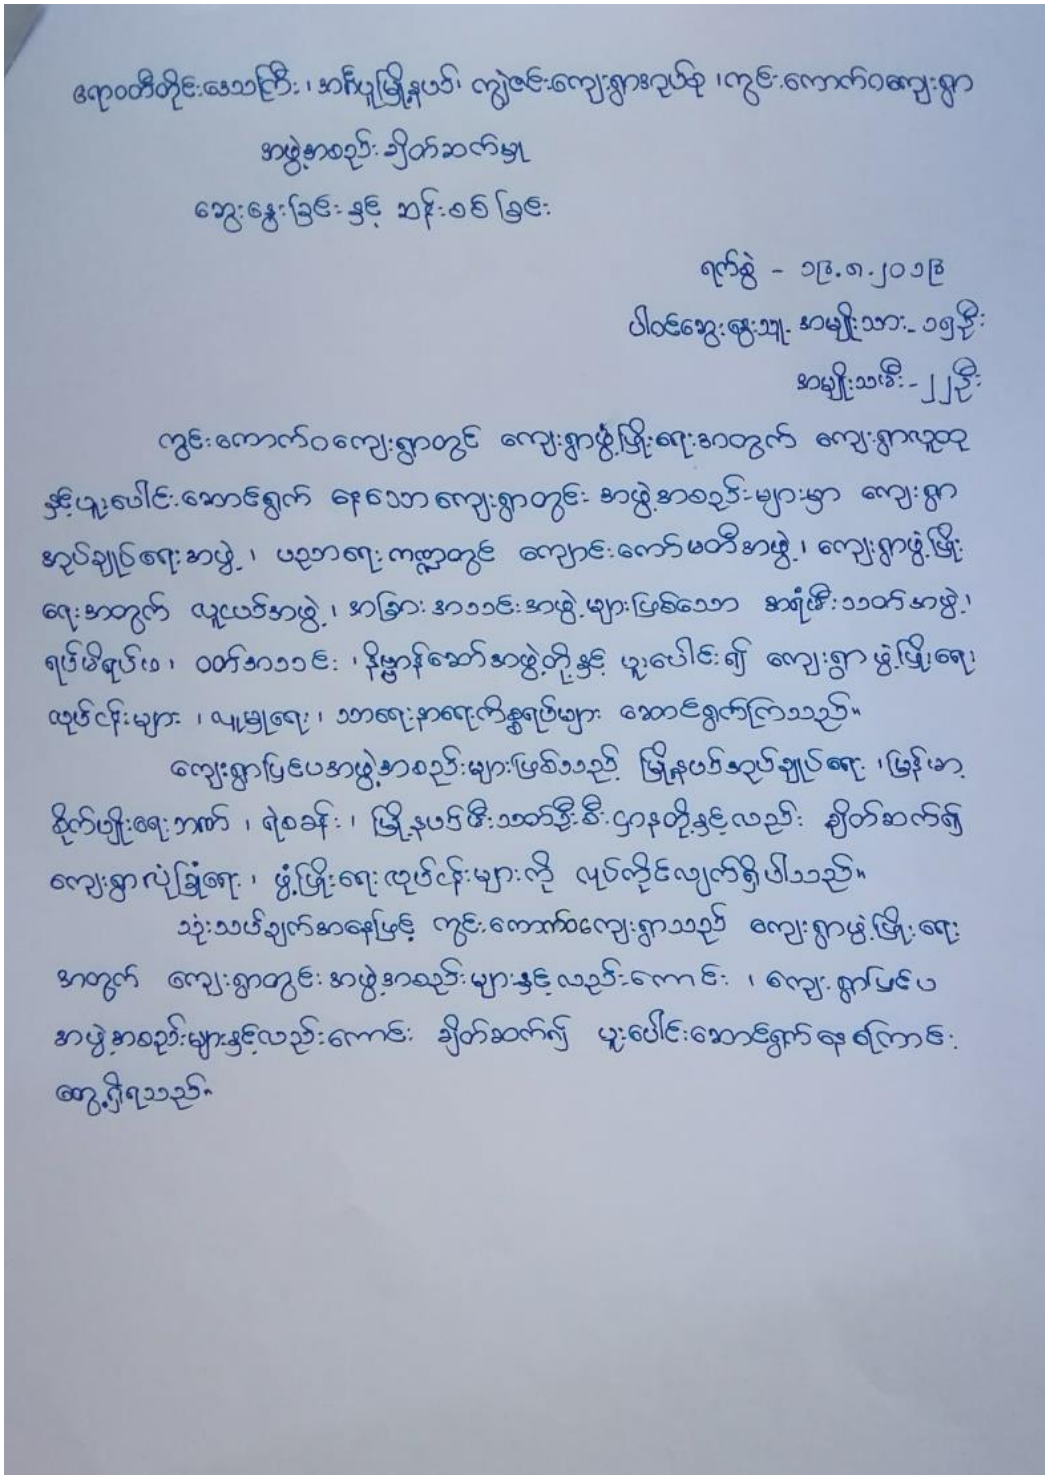 ဧရာဝတီတိုင်းဒေသကြီး ၊ အင်္ဂပူမြို့နယ်၊ ကျွဲဇင်းကျေးရွာအုပ်စု ၊ကွင်းကောက်ဝကျေးရွာ
အဖွဲ့အစည်း ချိတ်ဆက်မှု
ဆွေးနွေးခြင်း နှင့် ဆန်းစစ်ခြင်း
ရက်စွဲ - ၁၆.၈.၂၀၁၆
ပါဝင်ဆွေးနွေးသူ- အမျိုးသား- ၁၅ဦး
အမျိုးသမီး-၂၂ဦး
ကွင်းကောက်ဝကျေးရွာတွင် ကျေးရွာဖွံ့ဖြိုးရေးအတွက် ကျေးရွာလူထု
နှင့်ပူးပေါင်းဆောင်ရွက် နေသော ကျေးရွာတွင်း အဖွဲ့အစည်းများမှာ ကျေးရွာ
အုပ်ချုပ်ရေးအဖွဲ့ ၊ ပညာရေးကဏ္ဍတွင် ကျောင်းကော်မတီအဖွဲ့ ၊ ကျေးရွာဖွံ့ဖြိုး
ရေးအတွက် လူငယ်အဖွဲ့ ၊ အခြားအသင်းအဖွဲ့များဖြစ်သော အရံမီးသတ်အဖွဲ့၊
ရပ်မိရပ်ဖ ၊ ဝတ်အသင်း ၊နိဗ္ဗာန်ဆော်အဖွဲ့တို့နှင့် ပူးပေါင်း၍ ကျေးရွာဖွံ့ဖြိုးရေး
လုပ်ငန်းများ ၊ လူမှုရေး ၊ သာရေးနာရေးကိစ္စရပ်များ ဆောင်ရွက်ကြသည်။
ကျေးရွာပြင်ပအဖွဲ့အစည်းများဖြစ်သည့် မြို့နယ်အုပ်ချုပ်ရေး ၊မြန်မာ့
စိုက်ပျိုးရေးဘဏ် ၊ ရဲစခန်း ၊ မြို့နယ်မီးသတ်ဦးစီးဌာနတို့နှင့်လည်း ချိတ်ဆက်၍
ကျေးရွာလုံခြုံရေး ၊ ဖွံ့ဖြိုးရေးလုပ်ငန်းများကို လုပ်ကိုင်လျက်ရှိပါသည်။
သုံးသပ်ချက်အနေဖြင့် ကွင်းကောက်ဝကျေးရွာသည် ကျေးရွာဖွံ့ဖြိုးရေး
အတွက် ကျေးရွာတွင်းအဖွဲ့အစည်းများနှင့်လည်းကောင်း ၊ ကျေးရွာပြင်ပ
အဖွဲ့အစည်းများနှင့်လည်းကောင်း ချိတ်ဆက်၍ ပူးပေါင်းဆောင်ရွက်နေကြောင်း
တွေ့ရှိရသည်။